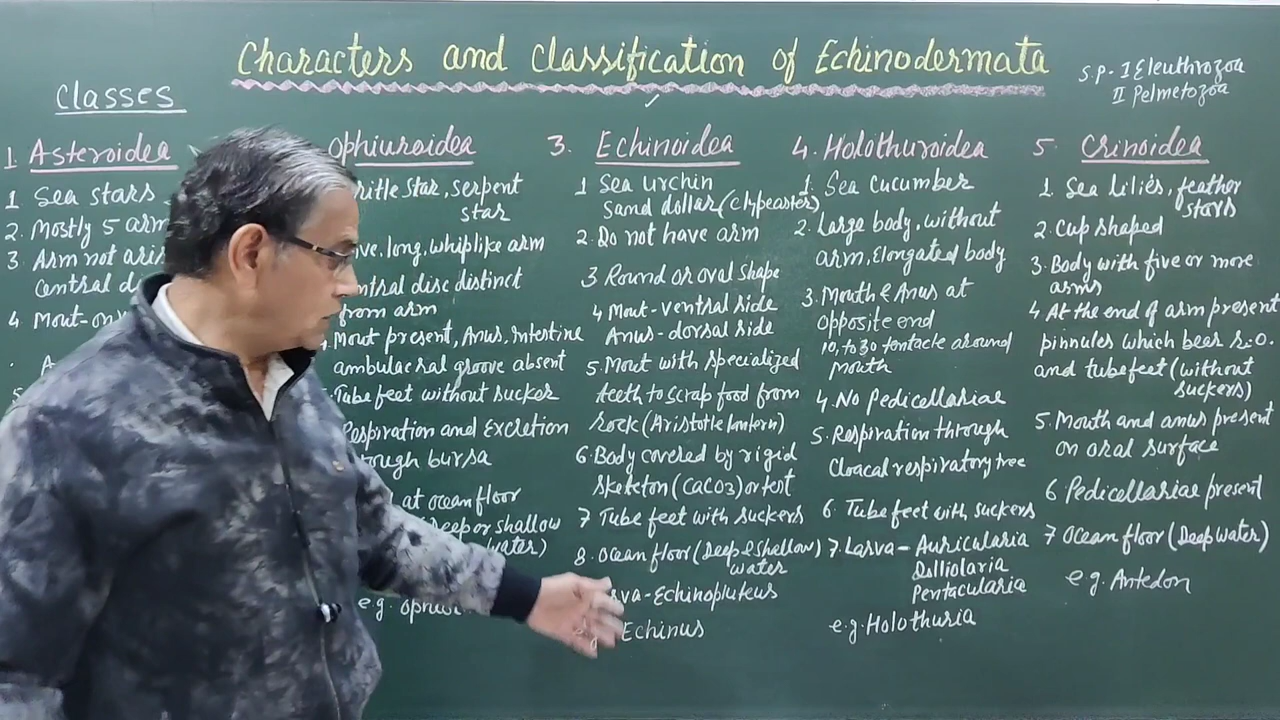 Characters and Classification of Echinodermata
S.P- I Eleuthrozoa
II Pelmetozoa
Classes
1. Asteroidea
1 Sea stars
2. Mostly 5 arm
3 Arm not
central
4 Mout-on
5
Ophiuroidea
ritle star, serpent
star
long, whiplike arm
ntral disc distinct
from arm
Mout present, Anus, intestine
ambulacral groove absent
Tube feet without sucker
Respiration and Excretion
ough bursa
at ocean floor
Deep or shallow
water)
e.g.
3. Echinoidea
1 Sea urchin
Sand dollar (Clypeaster)
2. Do not have arm
3 Round or oval shape
4 Mout-ventral side
Anus-dorsal side
5. Mout with specialized
teeth to scrap food from
rock (Aristotle lantern)
6. Body covered by rigid
skeleton (CaCO3) or test
7 Tube feet with suckers
8. Ocean floor (Deep & shallow)
water
rva-Echinopluteus
Echinus
4. Holothuroidea
1. Sea cucumber
2. Large body, without
arm, Elongated body
3. Mouth & Anus at
opposite end
10, to 30 tentacle around
mouth
4. No Pedicellariae
5. Respiration through
Cloacal respiratory tree
6. Tube feet with suckers
7. Larva - Auricularia
Dolliolaria
Pentacularia
e.g. Holothuria
5. Crinoidea
1. Sea lilies, feather
stars
2. Cup shaped
3. Body with five or more
arms
4 At the end of arm present
pinnules which bear s.o.
and tube feet (without
suckers)
5. Mouth and anus present
on oral surface
6 Pedicellariae present
7 Ocean floor (Deep water)
e.g. Antedon